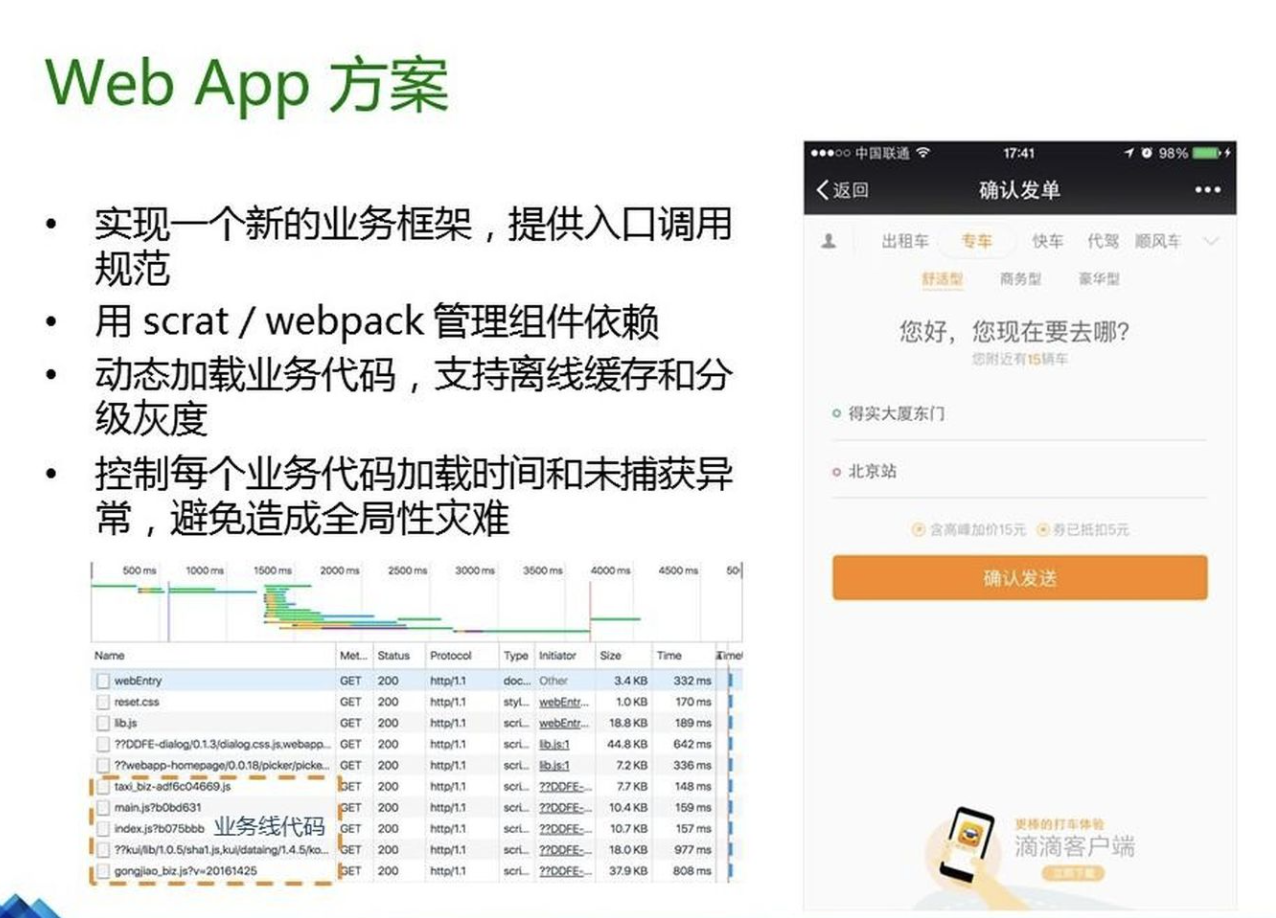 Web App 方案
• 实现一个新的业务框架，提供入口调用
规范
• 用 scrat / webpack 管理组件依赖
• 动态加载业务代码，支持离线缓存和分
级灰度
• 控制每个业务代码加载时间和未捕获异
常，避免造成全局性灾难
500 ms 1000 ms 1500 ms 2000 ms 2500 ms 3000 ms 3500 ms 4000 ms 4500 ms 50
Name Met... Status Protocol Type Initiator Size Time Time
webEntry GET 200 http/1.1 doc... Other 3.4 KB 332 ms
reset.css GET 200 http/1.1 styl... webEntr... 1.0 KB 170 ms
lib.js GET 200 http/1.1 scri... webEntr... 18.8 KB 189 ms
??DDFE-dialog/0.1.3/dialog.css.js,webapp... GET 200 http/1.1 scri... lib.js:1 44.8 KB 642 ms
??webapp-homepage/0.0.18/picker/picke... GET 200 http/1.1 scri... lib.js:1 7.2 KB 336 ms
taxi_biz-adf6c04669.js GET 200 http/1.1 scri... ??DDFE-... 7.7 KB 148 ms
main.js?b0bd631 GET 200 http/1.1 scri... ??DDFE-... 10.4 KB 159 ms
index.js?b075bbb 业务线代码 GET 200 http/1.1 scri... ??DDFE-... 10.7 KB 157 ms
??kui/lib/1.0.5/sha1.js,kui/dataing/1.4.5/ko... GET 200 http/1.1 scri... ??DDFE-... 18.0 KB 977 ms
gongjiao_biz.js?v=20161425 GET 200 http/1.1 scri... ??DDFE-... 37.9 KB 808 ms
中国联通 17:41 98%
返回 确认发单 •••
出租车 专车 快车 代驾 顺风车
舒适型 商务型 豪华型
您好，您现在要去哪?
您附近有15辆车
得实大厦东门
北京站
含高峰加价15元 券已抵扣5元
确认发送
更棒的打车体验
滴滴客户端
立即下载